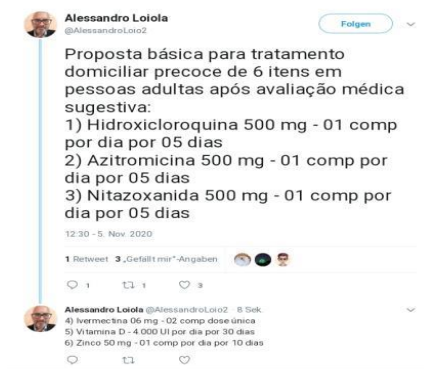 Alessandro Loiola
@AlessandroLoio2
Folgen
Proposta básica para tratamento
domiciliar precoce de 6 itens em
pessoas adultas após avaliação médica
sugestiva:
1) Hidroxicloroquina 500 mg - 01 comp
por dia por 05 dias
2) Azitromicina 500 mg - 01 comp por
dia por 05 dias
3) Nitazoxanida 500 mg - 01 comp por
dia por 05 dias
12:30 - 5. Nov. 2020
1 Retweet 3 „Gefällt mir“-Angaben
1 1 3
Alessandro Loiola @AlessandroLoio2 8 Sek.
4) Ivermectina 06 mg - 02 comp dose única
5) Vitamina D - 4.000 UI por dia por 30 dias
6) Zinco 50 mg - 01 comp por dia por 10 dias